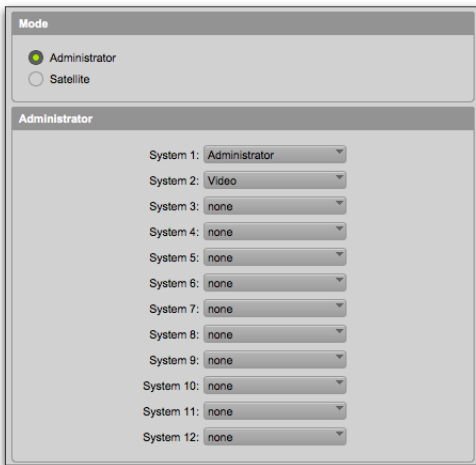 Mode
Administrator
Satellite
Administrator
System 1: Administrator
System 2: Video
System 3: none
System 4: none
System 5: none
System 6: none
System 7: none
System 8: none
System 9: none
System 10: none
System 11: none
System 12: none